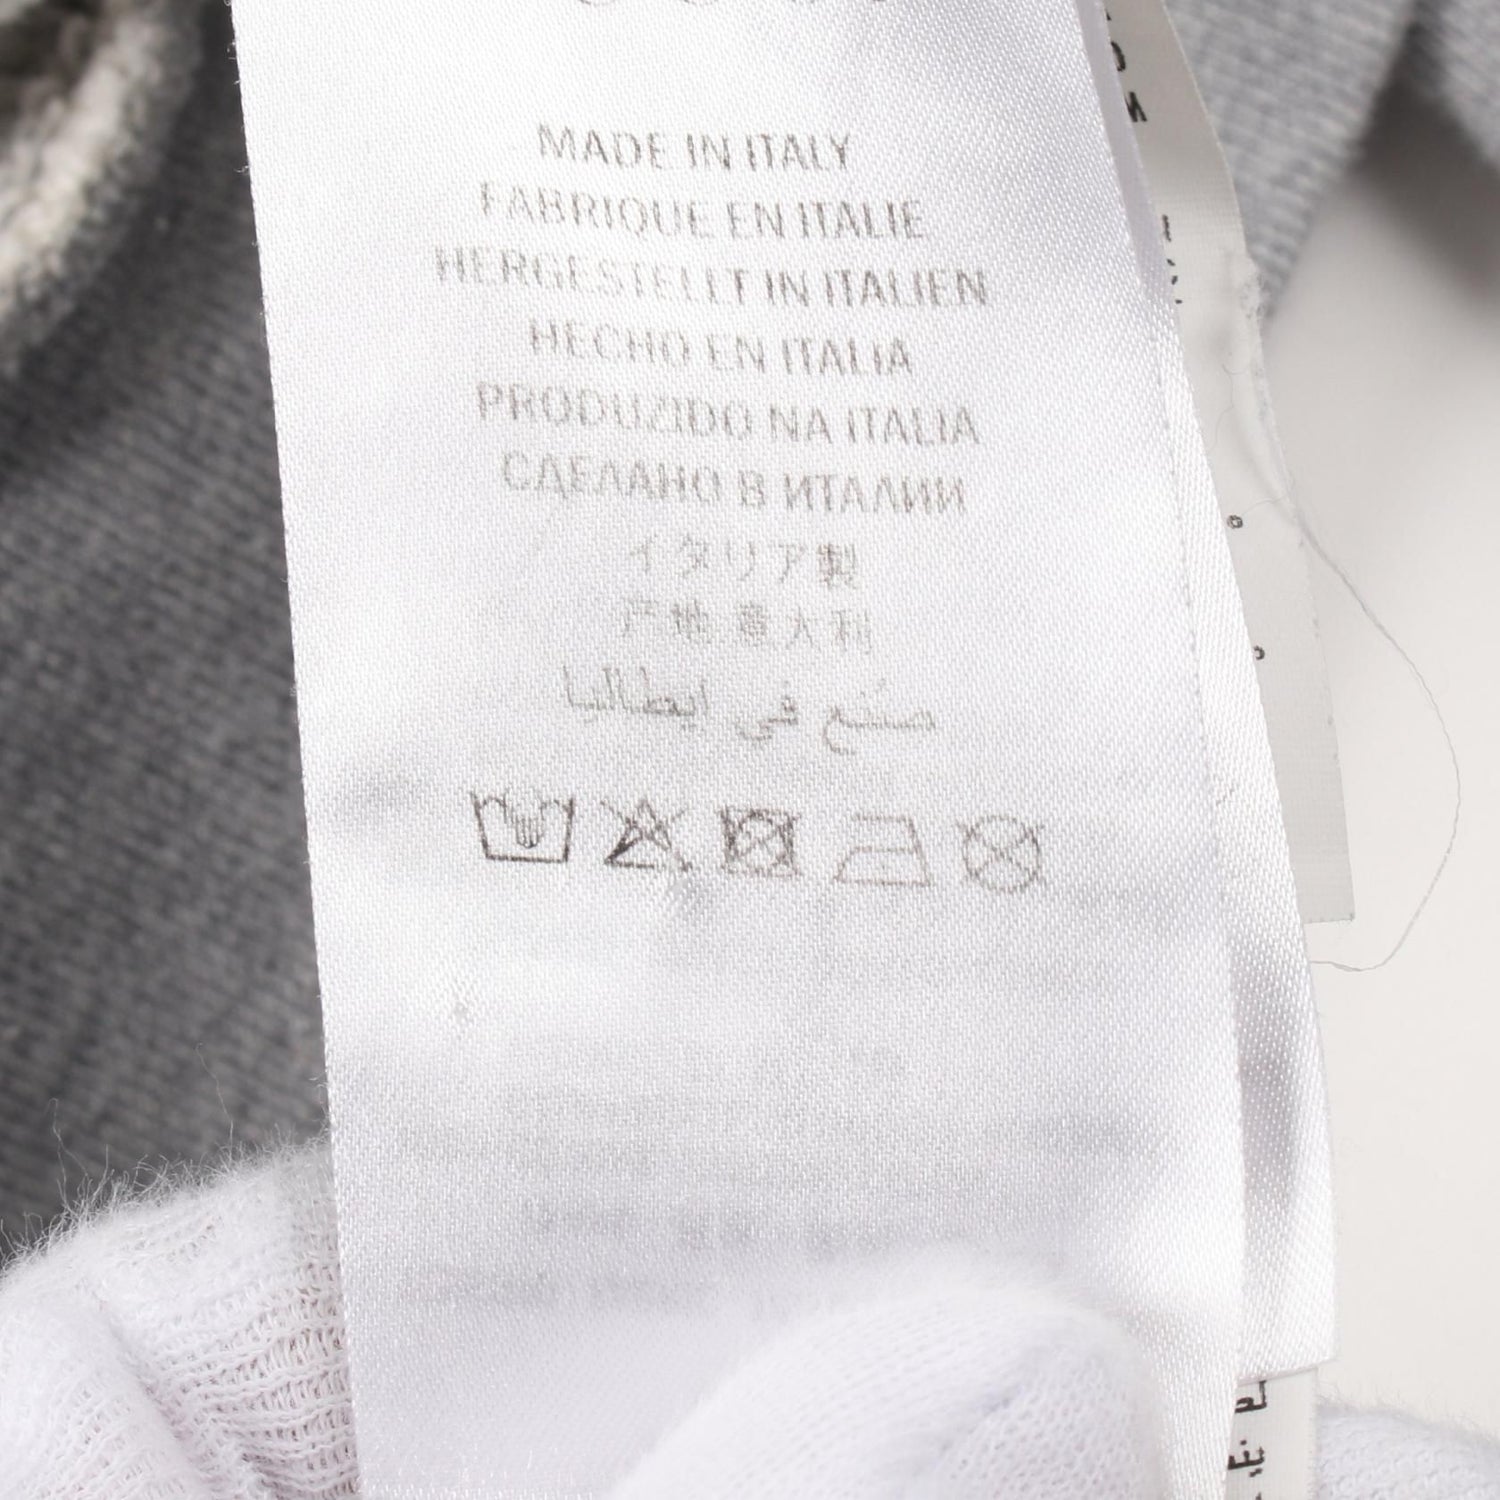 MADE IN ITALY
FABRIQUE EN ITALIE
HERGESTELLT IN ITALIEN
HECHO EN ITALIA
PRODUZIDO NA ITALIA
СДЕЛАНО В ИТАЛИИ
イタリア製
产地 意大利
صنع في ايطاليا